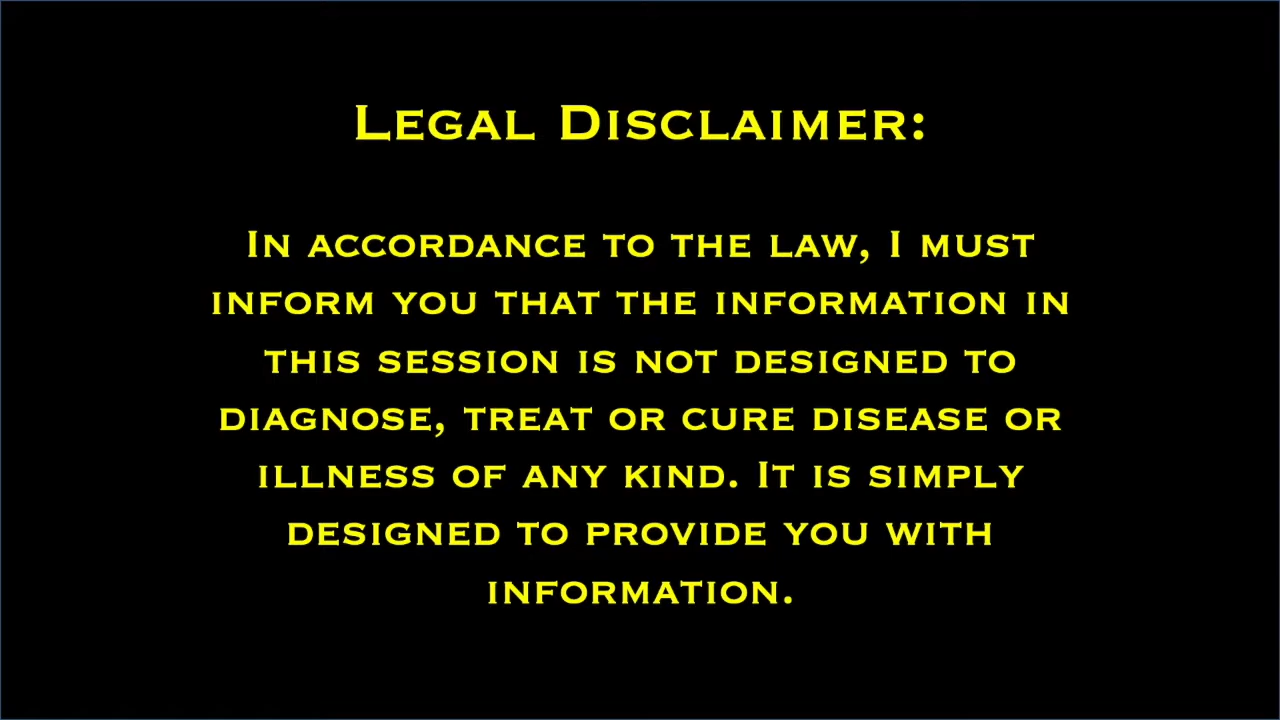 Legal Disclaimer:
In accordance to the law, I must
inform you that the information in
this session is not designed to
diagnose, treat or cure disease or
illness of any kind. It is simply
designed to provide you with
information.